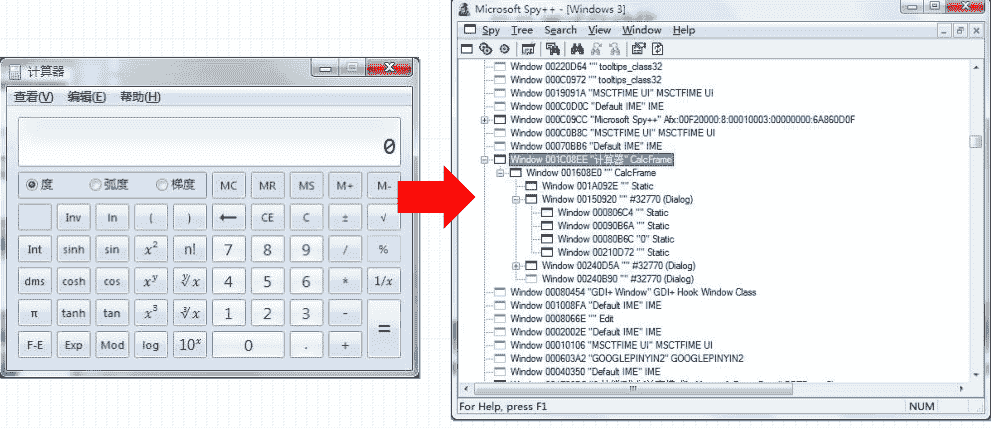 计算器
查看(V) 编辑(E) 帮助(H)
0
度 弧度 梯度 MC MR MS M+ M-
Inv ln ( ) ← CE C ± √
Int sinh sin x² n! 7 8 9 / %
dms cosh cos xʸ ʸ√x 4 5 6 * 1/x
π tanh tan x³ ³√x 1 2 3 - =
F-E Exp Mod log 10ˣ 0 . +
Microsoft Spy++ - [Windows 3]
Spy Tree Search View Window Help
Window 00220D64 "" tooltips_class32
Window 000C0972 "" tooltips_class32
Window 0019091A "MSCTFIME UI" MSCTFIME UI
Window 000C0D0C "Default IME" IME
Window 000C09CC "Microsoft Spy++" Afx:00F20000:8:00010003:00000000:6A860D0F
Window 000C0B8C "MSCTFIME UI" MSCTFIME UI
Window 00070BB6 "Default IME" IME
Window 001C08EE "计算器" CalcFrame
Window 001608E0 "" CalcFrame
Window 001A092E "" Static
Window 00150920 "" #32770 (Dialog)
Window 000806C4 "" Static
Window 00090B6A "" Static
Window 00080B6C "0" Static
Window 00210D72 "" Static
Window 00240D5A "" #32770 (Dialog)
Window 00240B90 "" #32770 (Dialog)
Window 00080454 "GDI+ Window" GDI+ Hook Window Class
Window 001008FA "Default IME" IME
Window 0008066E "" Edit
Window 0002002E "Default IME" IME
Window 00010106 "MSCTFIME UI" MSCTFIME UI
Window 000603A2 "GOOGLEPINYIN2" GOOGLEPINYIN2
Window 00040350 "Default IME" IME
For Help, press F1 NUM